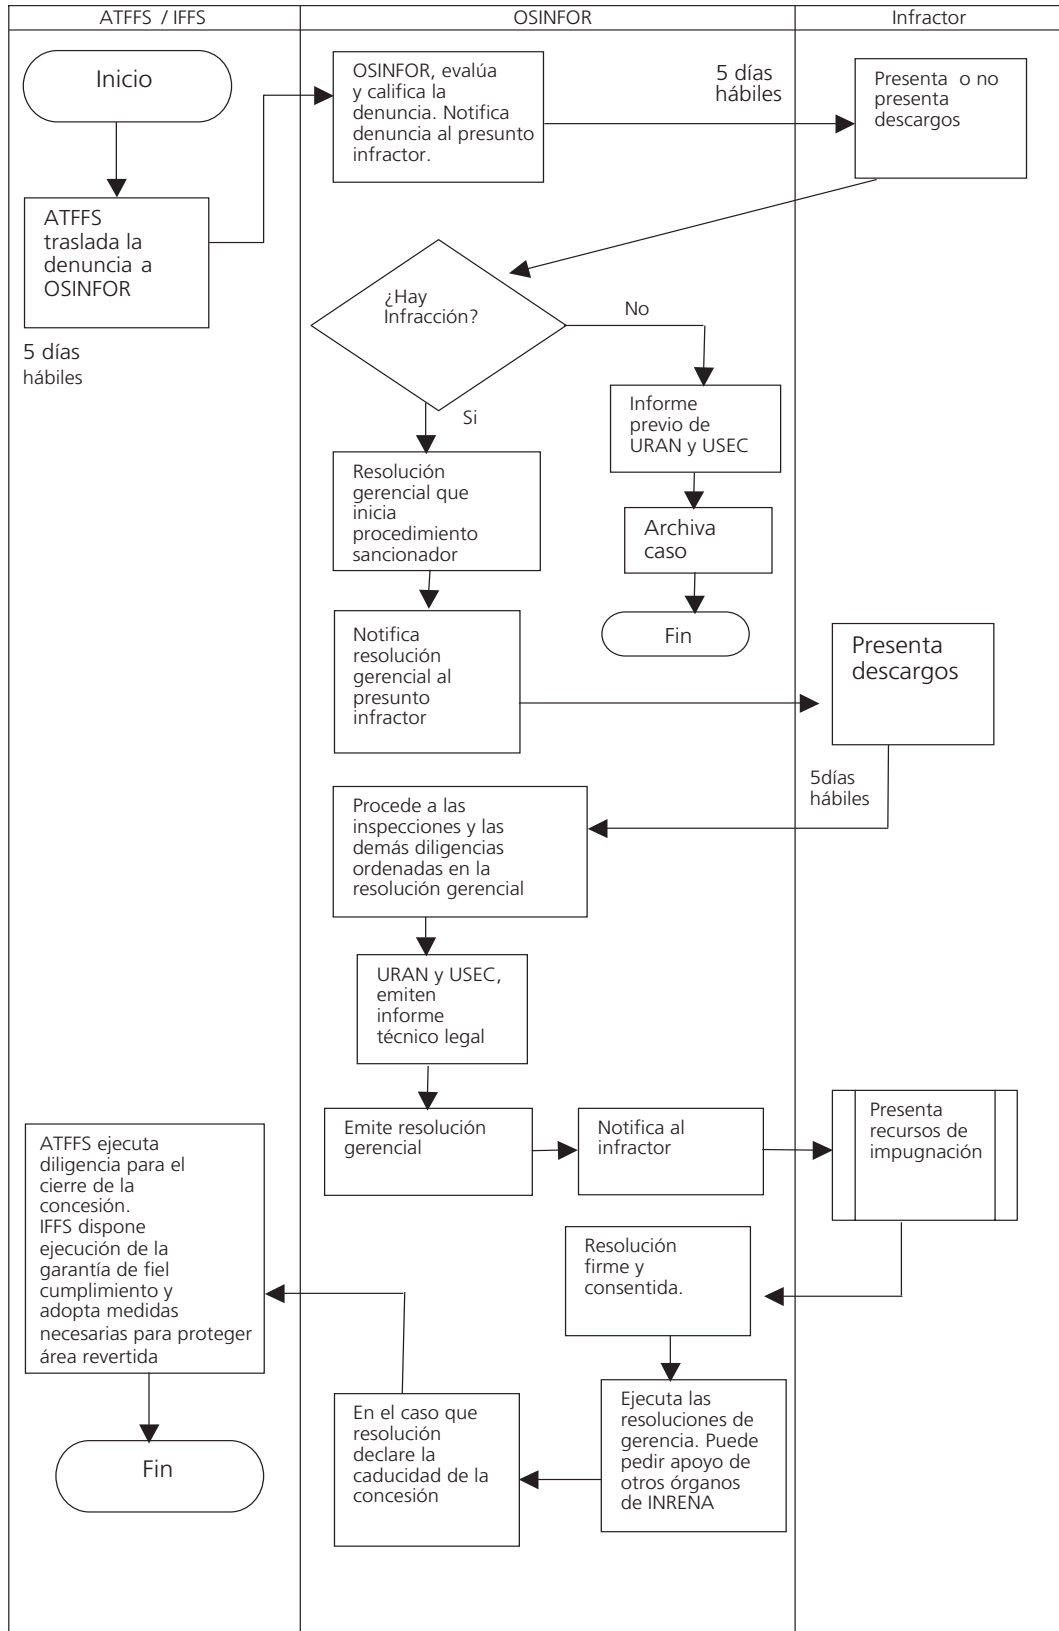 ATFFS / IFFS
OSINFOR
Infractor
Inicio
ATFFS
traslada la
denuncia a
OSINFOR
5 días
hábiles
OSINFOR, evalúa
y califica la
denuncia. Notifica
denuncia al presunto
infractor.
5 días
hábiles
Presenta o no
presenta
descargos
¿Hay
Infracción?
No
Si
Informe
previo de
URAN y USEC
Archiva
caso
Fin
Resolución
gerencial que
inicia
procedimiento
sancionador
Notifica
resolución
gerencial al
presunto
infractor
Presenta
descargos
5días
hábiles
Procede a las
inspecciones y las
demás diligencias
ordenadas en la
resolución gerencial
URAN y USEC,
emiten
informe
técnico legal
Emite resolución
gerencial
Notifica al
infractor
Presenta
recursos de
impugnación
Resolución
firme y
consentida.
Ejecuta las
resoluciones de
gerencia. Puede
pedir apoyo de
otros órganos
de INRENA
En el caso que
resolución
declare la
caducidad de la
concesión
ATFFS ejecuta
diligencia para el
cierre de la
concesión.
IFFS dispone
ejecución de la
garantía de fiel
cumplimiento y
adopta medidas
necesarias para proteger
área revertida
Fin